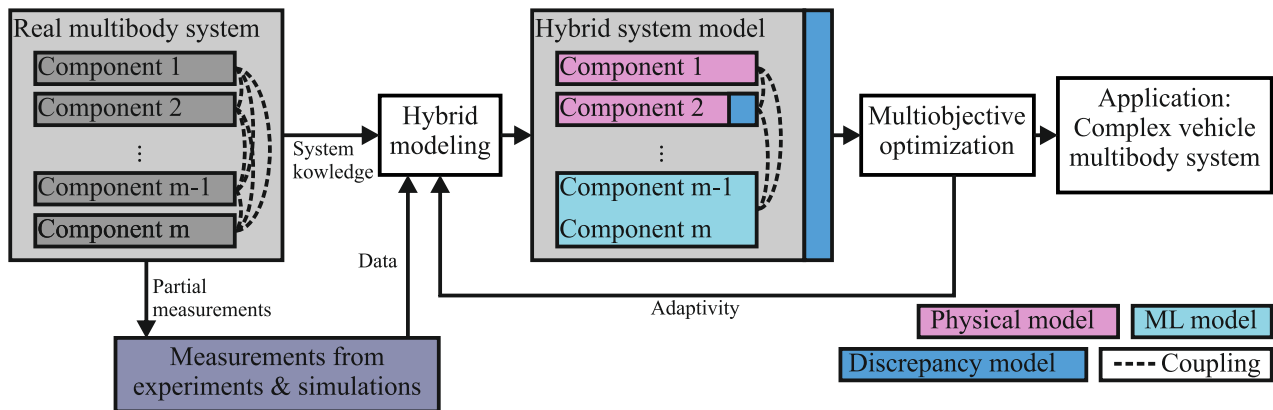 Real multibody system
Component 1
Component 2
...
Component m-1
Component m
System
kowledge
Partial
measurements
Measurements from
experiments & simulations
Data
Hybrid
modeling
Hybrid system model
Component 1
Component 2
...
Component m-1
Component m
Adaptivity
Multiobjective
optimization
Application:
Complex vehicle
multibody system
Physical model
ML model
Discrepancy model
Coupling